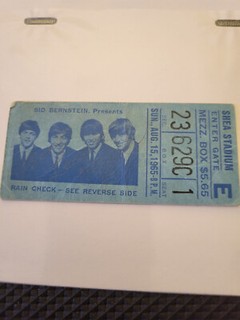 SID BERNSTEIN, Presents
RAIN CHECK – SEE REVERSE SIDE
SUN., AUG. 15, 1965-8 P.M.
23 629C 1
SEAT
MEZZ. BOX $5.65
ENTER GATE
E
SHEA STADIUM